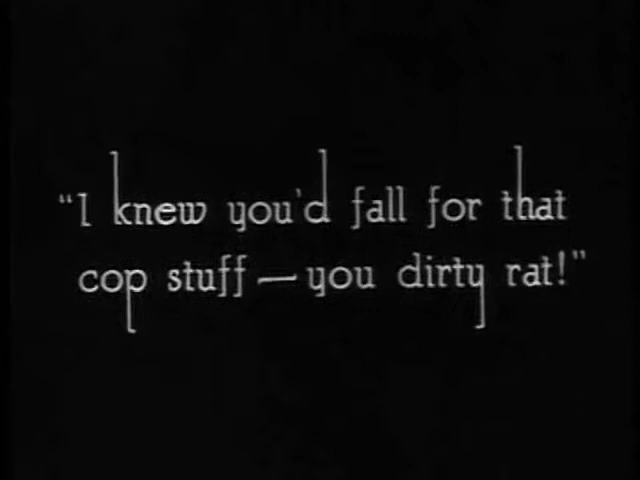 "I knew you'd fall for that
cop stuff — you dirty rat!"